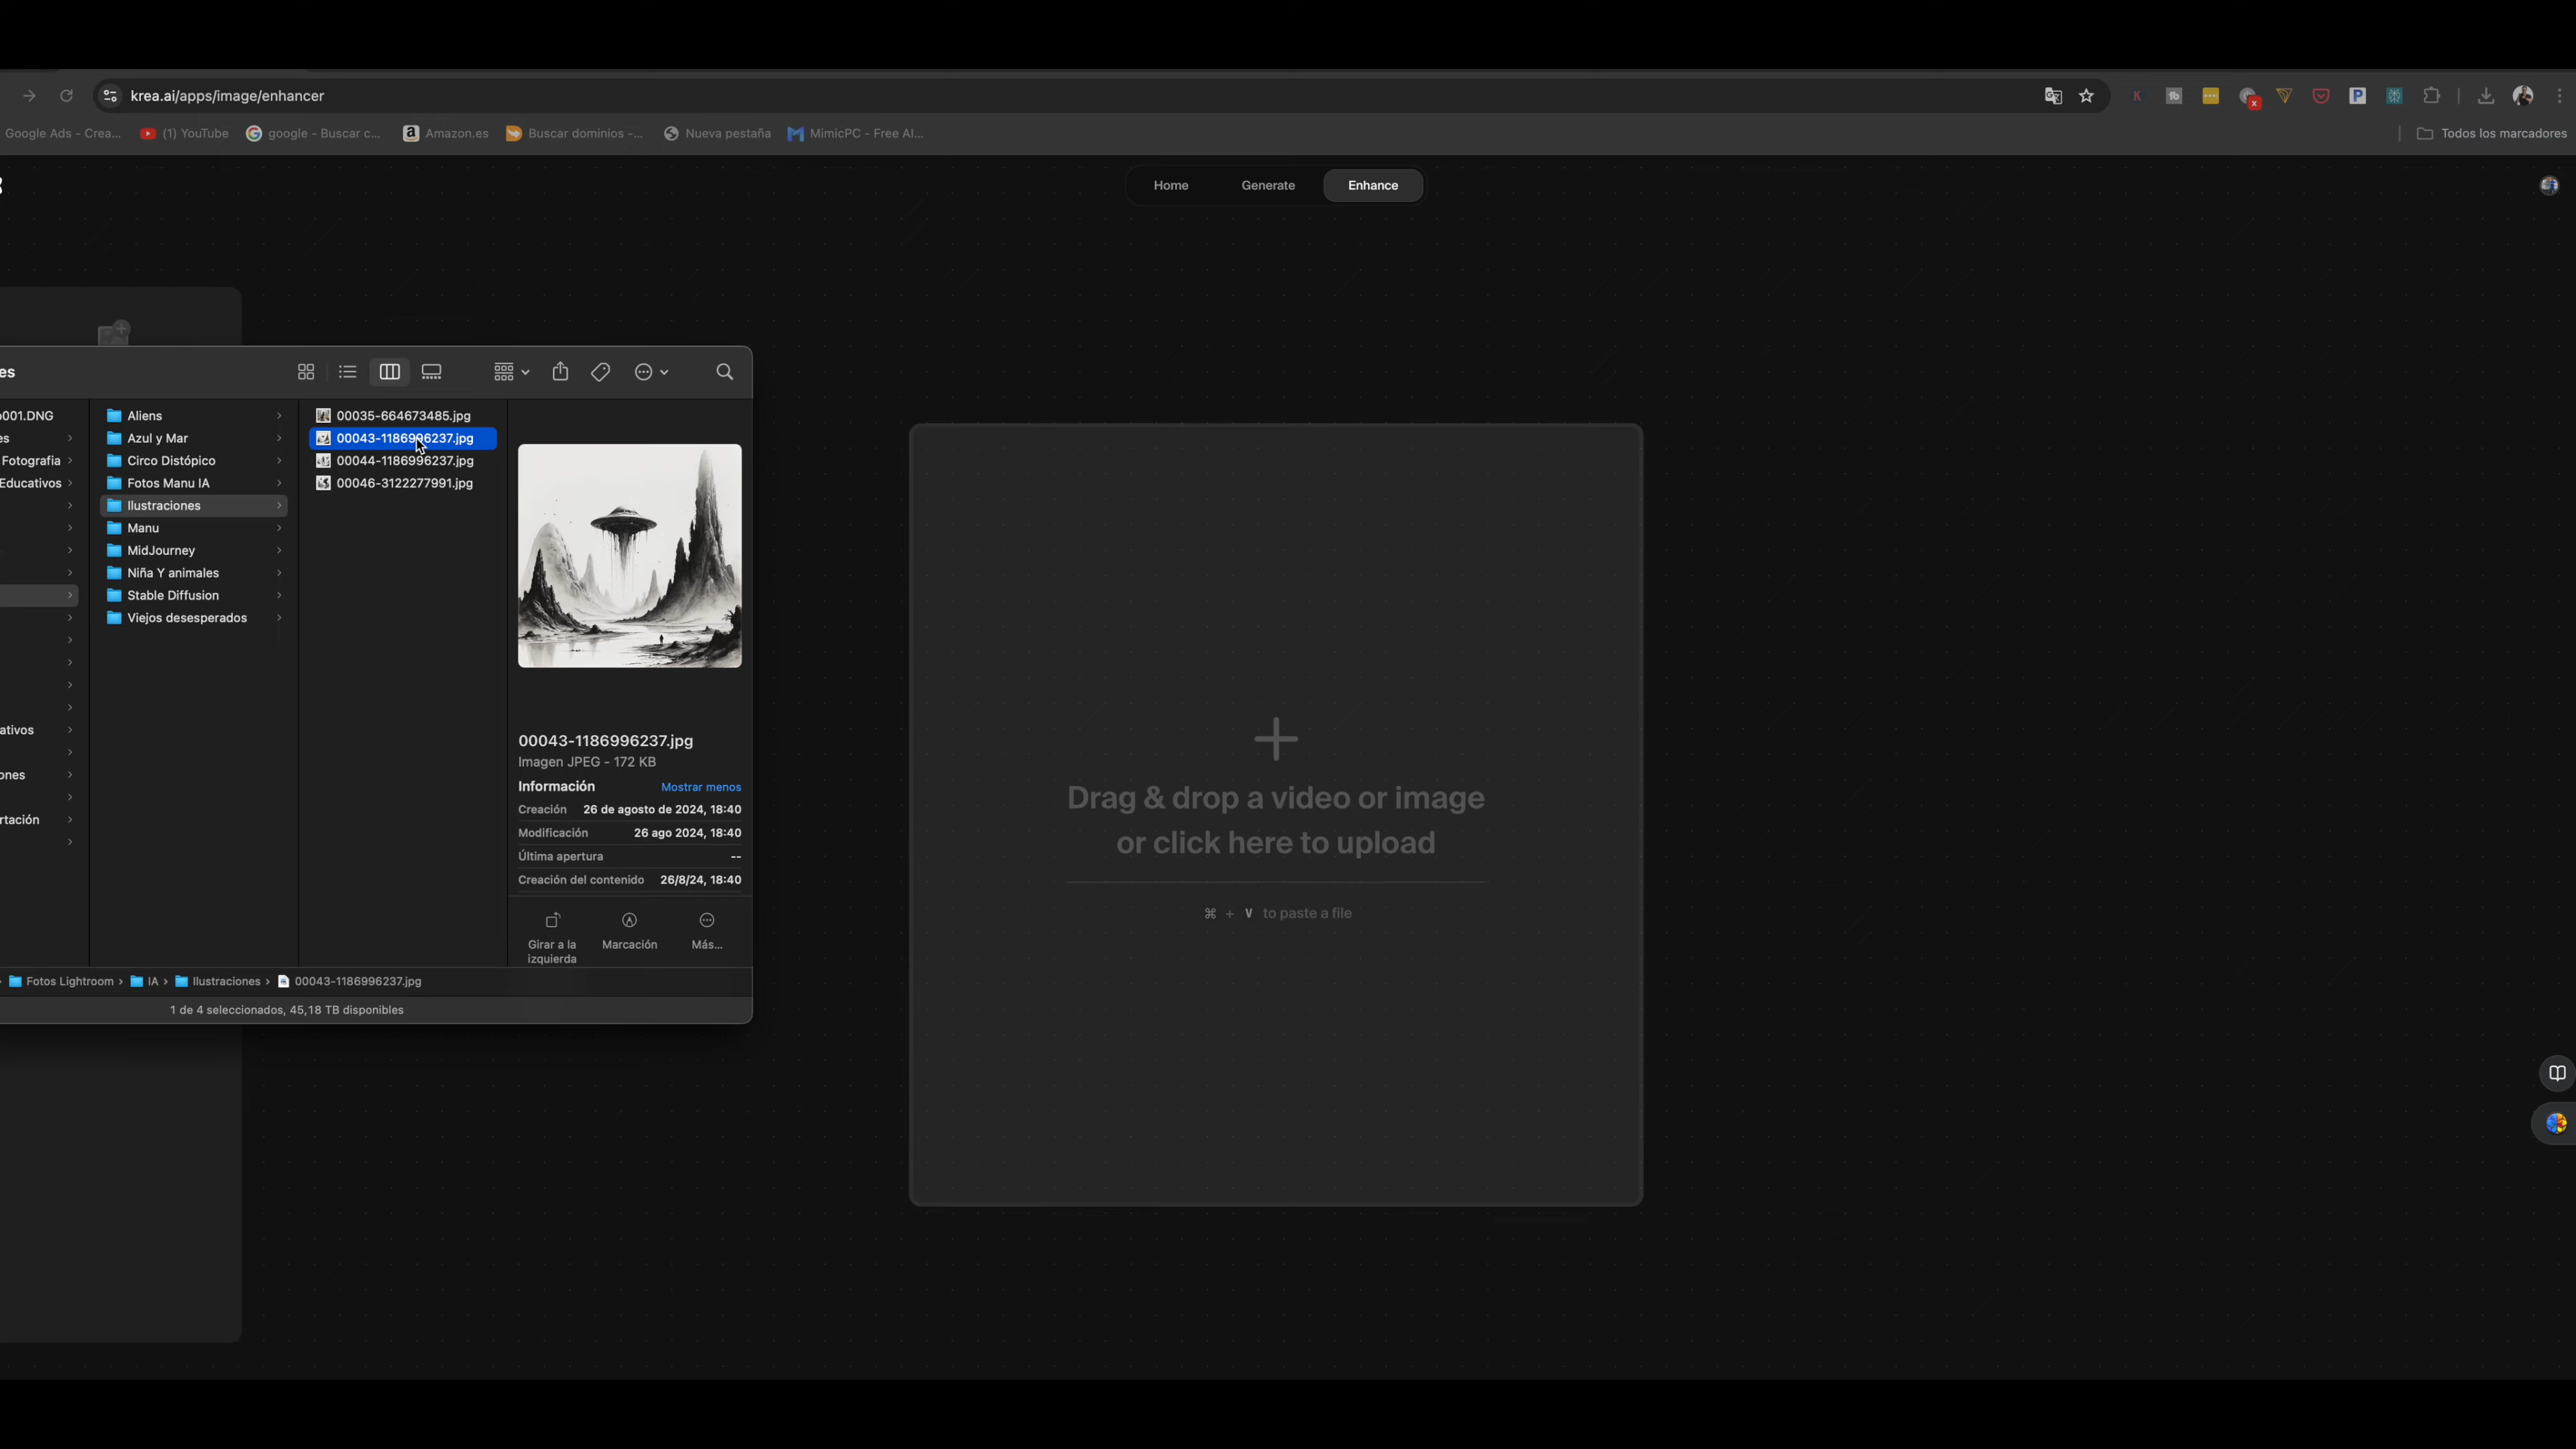 krea.ai/apps/image/enhancer
Google Ads - Crea...
(1) YouTube
google - Buscar c...
Amazon.es
Buscar dominios -...
Nueva pestaña
MimicPC - Free AI...
Todos los marcadores
Home
Generate
Enhance
es
001.DNG
es
Fotografia
Educativos
ativos
ones
rtación
Aliens
Azul y Mar
Circo Distópico
Fotos Manu IA
Ilustraciones
Manu
MidJourney
Niña Y animales
Stable Diffusion
Viejos desesperados
00035-664673485.jpg
00043-1186996237.jpg
00044-1186996237.jpg
00046-3122277991.jpg
00043-1186996237.jpg
Imagen JPEG - 172 KB
Información Mostrar menos
Creación 26 de agosto de 2024, 18:40
Modificación 26 ago 2024, 18:40
Última apertura --
Creación del contenido 26/8/24, 18:40
Girar a la
izquierda
Marcación
Más...
Fotos Lightroom › IA › Ilustraciones › 00043-1186996237.jpg
1 de 4 seleccionados, 45,18 TB disponibles
Drag & drop a video or image
or click here to upload
⌘ + V to paste a file